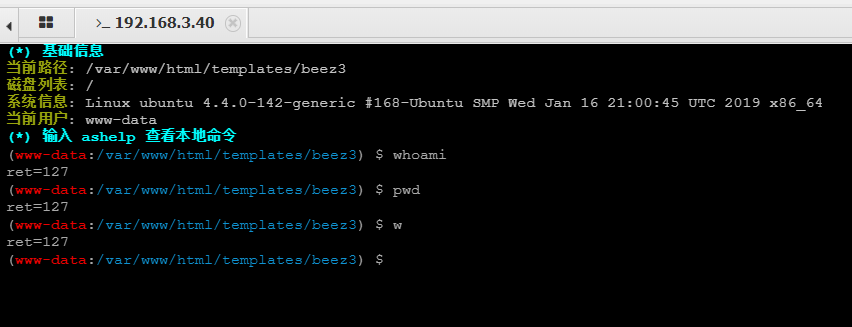 >_ 192.168.3.40
(*) 基础信息
当前路径: /var/www/html/templates/beez3
磁盘列表: /
系统信息: Linux ubuntu 4.4.0-142-generic #168-Ubuntu SMP Wed Jan 16 21:00:45 UTC 2019 x86_64
当前用户: www-data
(*) 输入 ashelp 查看本地命令
(www-data:/var/www/html/templates/beez3) $ whoami
ret=127
(www-data:/var/www/html/templates/beez3) $ pwd
ret=127
(www-data:/var/www/html/templates/beez3) $ w
ret=127
(www-data:/var/www/html/templates/beez3) $